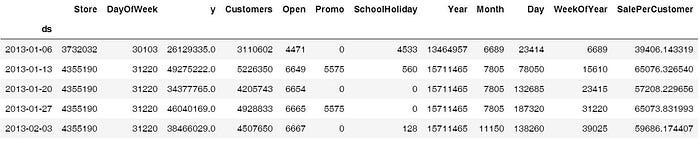 Store DayOfWeek y Customers Open Promo SchoolHoliday Year Month Day WeekOfYear SalePerCustomer
ds
2013-01-06 3732032 30103 26129335.0 3110602 4471 0 4533 13464957 6689 23414 6689 39406.143319
2013-01-13 4355190 31220 49275222.0 5226350 6649 5575 560 15711465 7805 78050 15610 65076.326540
2013-01-20 4355190 31220 34377765.0 4205743 6654 0 0 15711465 7805 132685 23415 57208.229656
2013-01-27 4355190 31220 46040169.0 4928833 6665 5575 0 15711465 7805 187320 31220 65073.831993
2013-02-03 4355190 31220 38466029.0 4507650 6667 0 128 15711465 11150 138260 39025 59686.174407